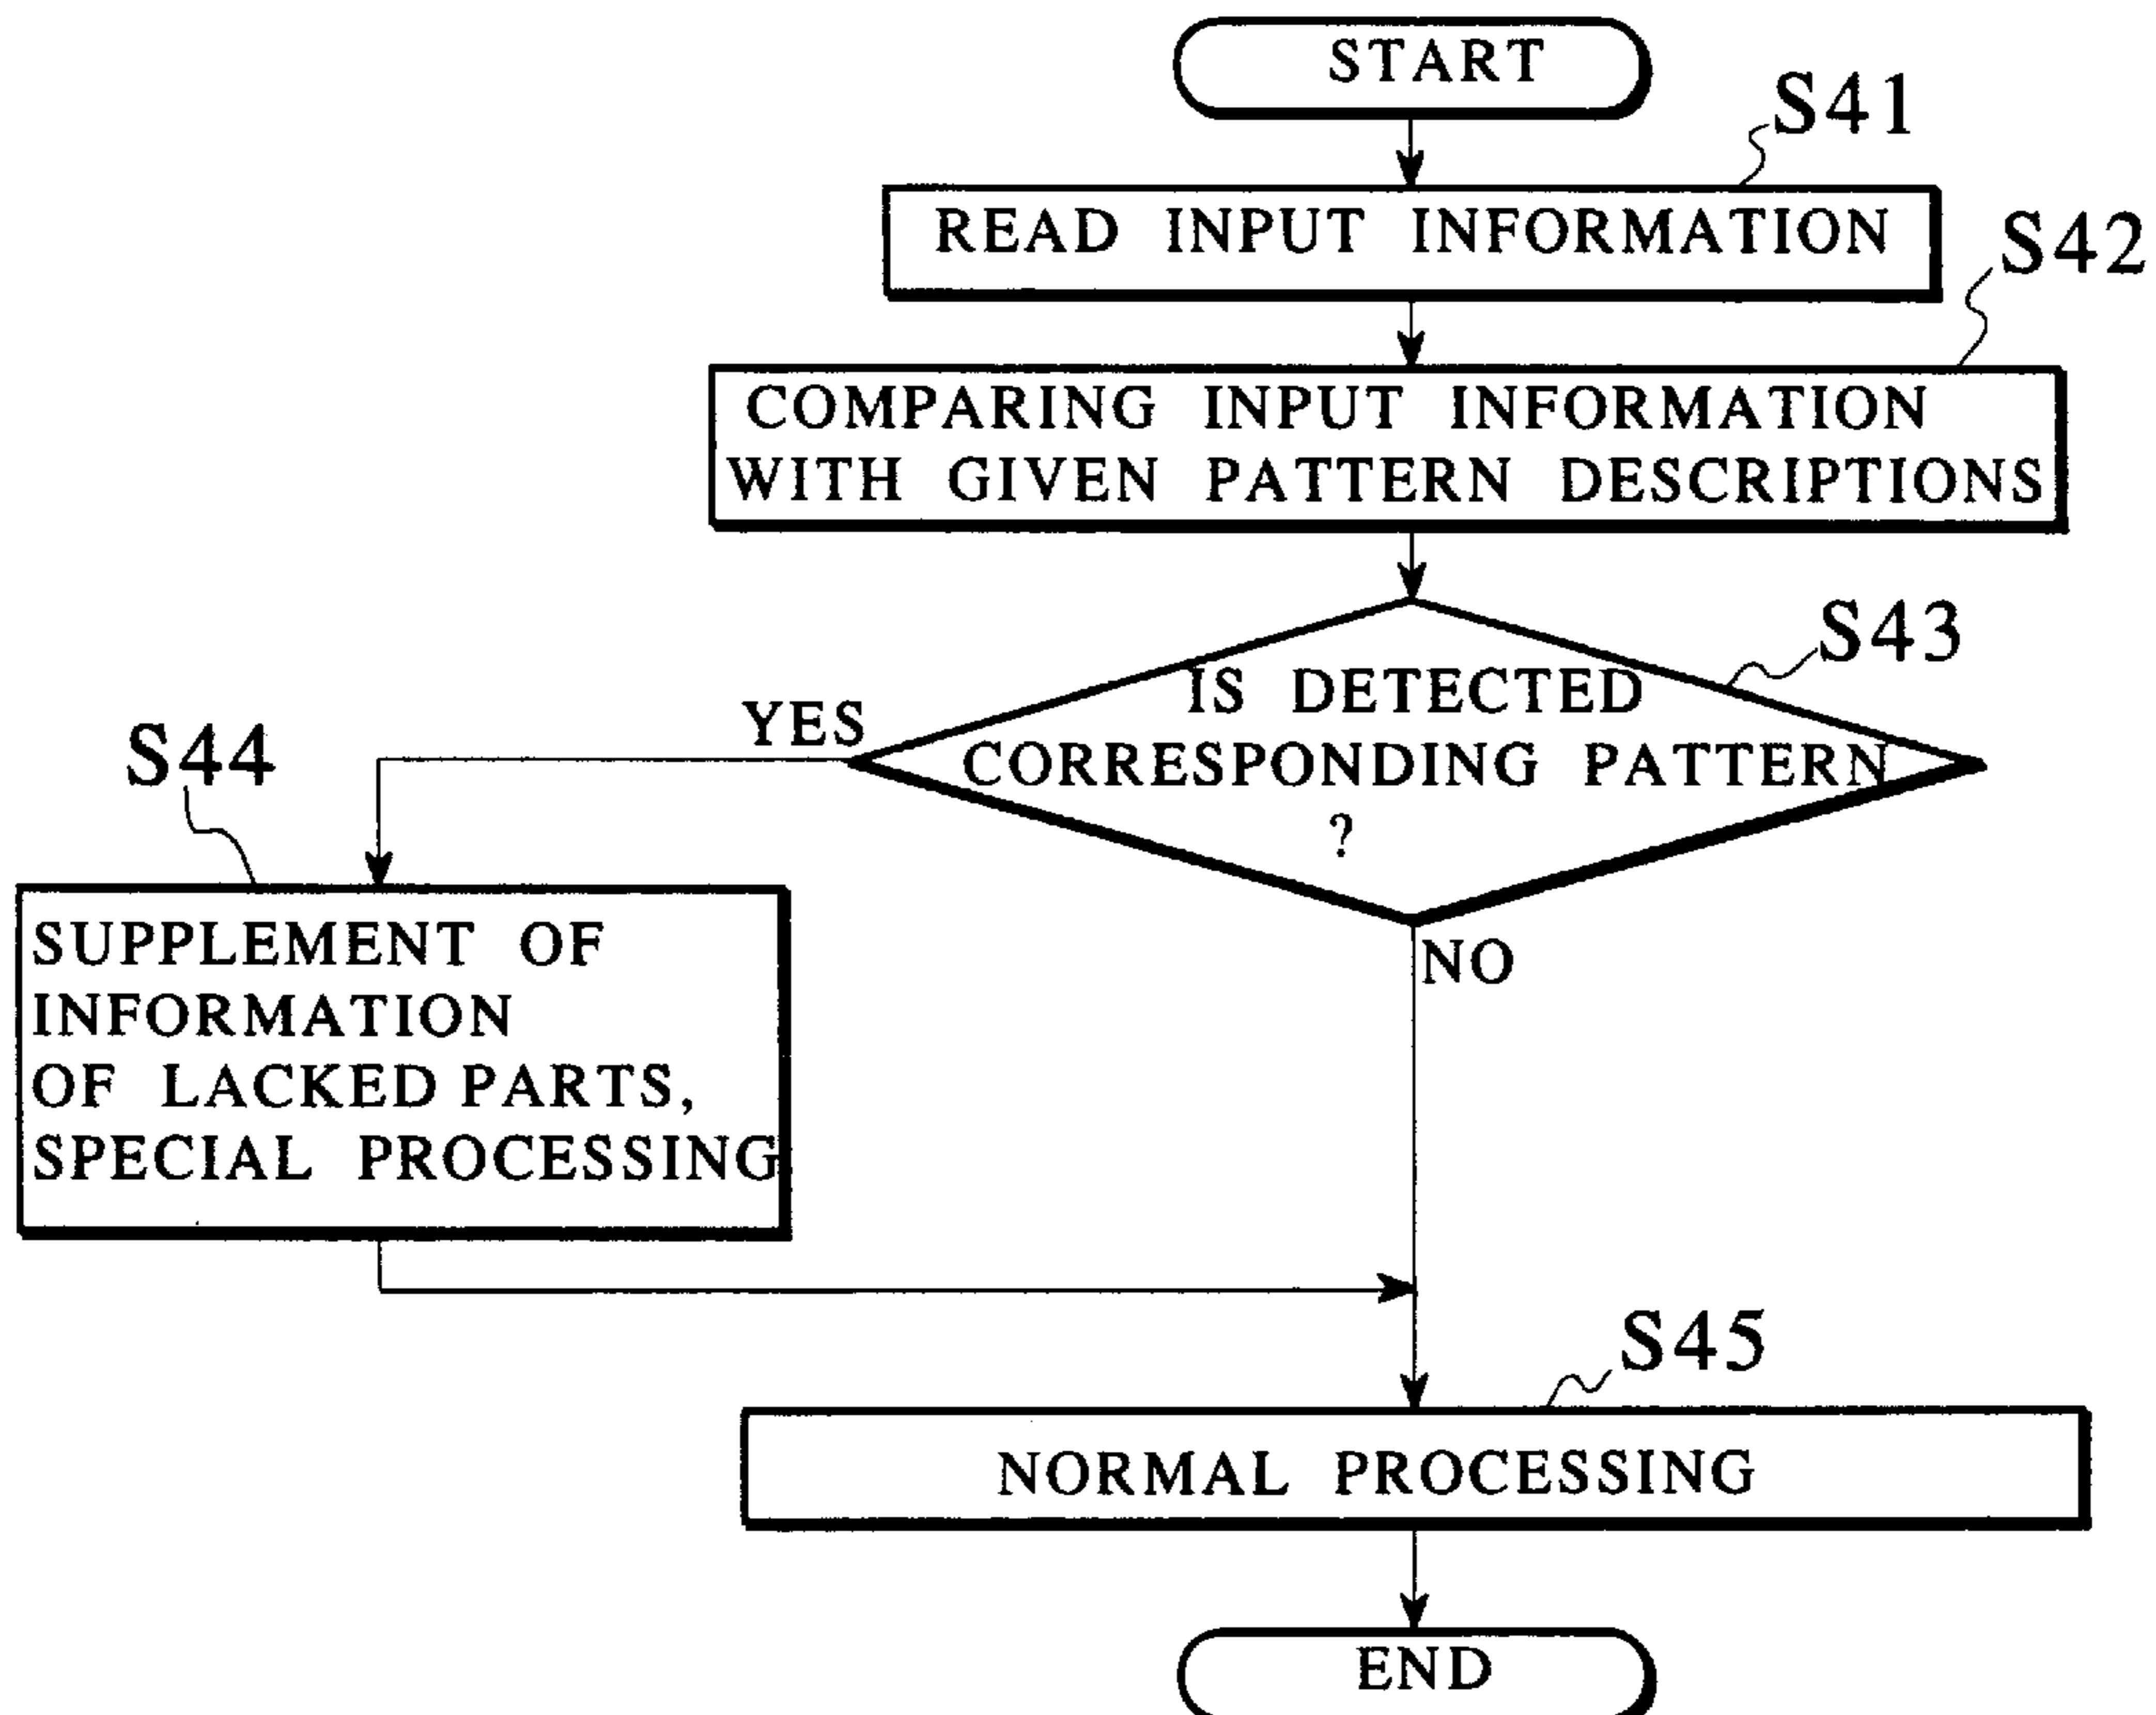 START
S41
READ INPUT INFORMATION
S42
COMPARING INPUT INFORMATION
WITH GIVEN PATTERN DESCRIPTIONS
S43
IS DETECTED
CORRESPONDING PATTERN
?
YES
NO
S44
SUPPLEMENT OF
INFORMATION
OF LACKED PARTS,
SPECIAL PROCESSING
S45
NORMAL PROCESSING
END